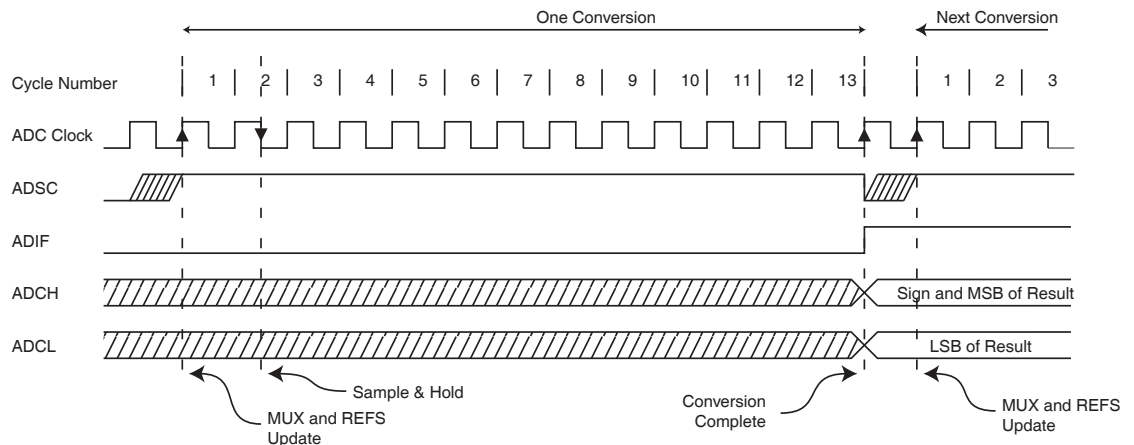 One Conversion
Next Conversion
Cycle Number
1 2 3 4 5 6 7 8 9 10 11 12 13 1 2 3
ADC Clock
ADSC
ADIF
ADCH
Sign and MSB of Result
ADCL
LSB of Result
Sample & Hold
MUX and REFS
Update
Conversion
Complete
MUX and REFS
Update